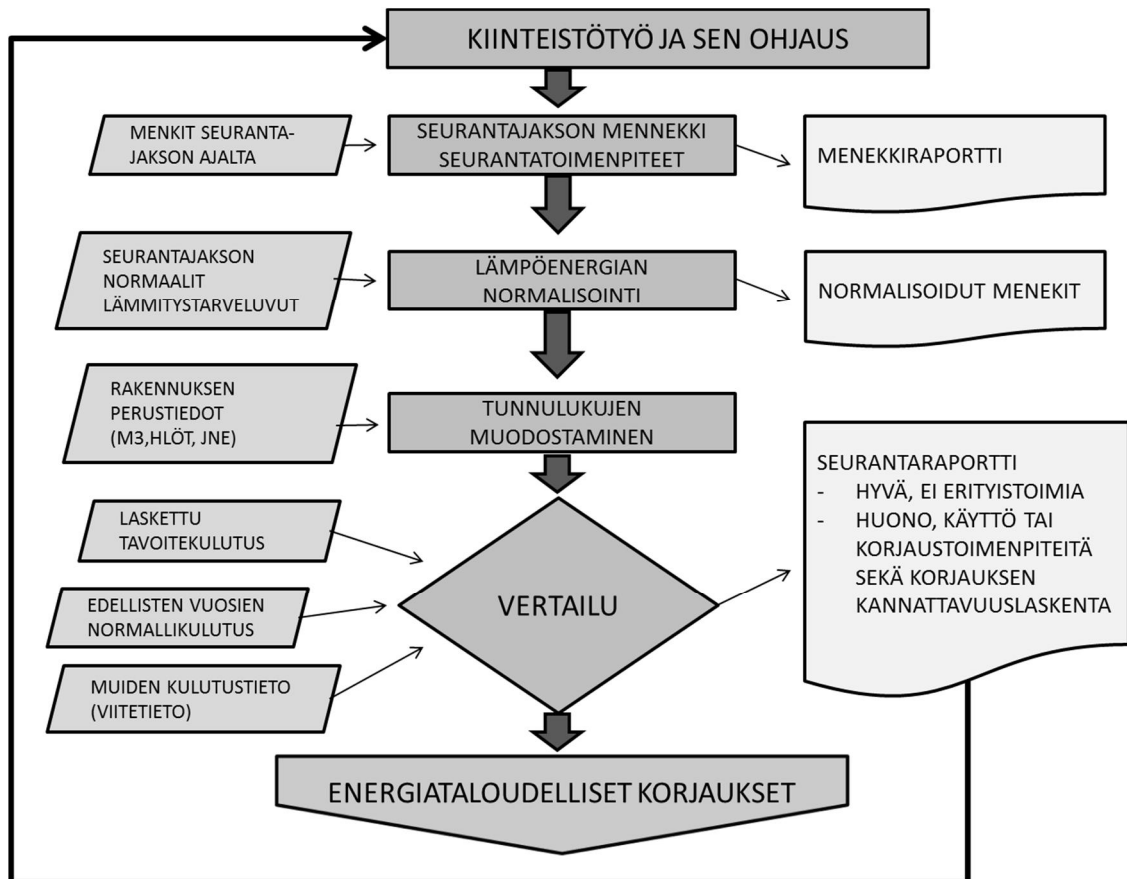 KIINTEISTÖTYÖ JA SEN OHJAUS
MENKIT SEURANTA-
JAKSON AJALTA
SEURANTAJAKSON MENNEKKI
SEURANTATOIMENPITEET
MENEKKIRAPORTTI
SEURANTAJAKSON
NORMAALIT
LÄMMITYSTARVELUVUT
LÄMPÖENERGIAN
NORMALISOINTI
NORMALISOIDUT MENEKIT
RAKENNUKSEN
PERUSTIEDOT
(M3,HLÖT, JNE)
TUNNULUKUJEN
MUODOSTAMINEN
SEURANTARAPORTTI
- HYVÄ, EI ERITYISTOIMIA
- HUONO, KÄYTTÖ TAI
KORJAUSTOIMENPITEITÄ
SEKÄ KORJAUKSEN
KANNATTAVUUSLASKENTA
LASKETTU
TAVOITEKULUTUS
EDELLISTEN VUOSIEN
NORMALLIKULUTUS
MUIDEN KULUTUSTIETO
(VIITETIETO)
VERTAILU
ENERGIATALOUDELLISET KORJAUKSET